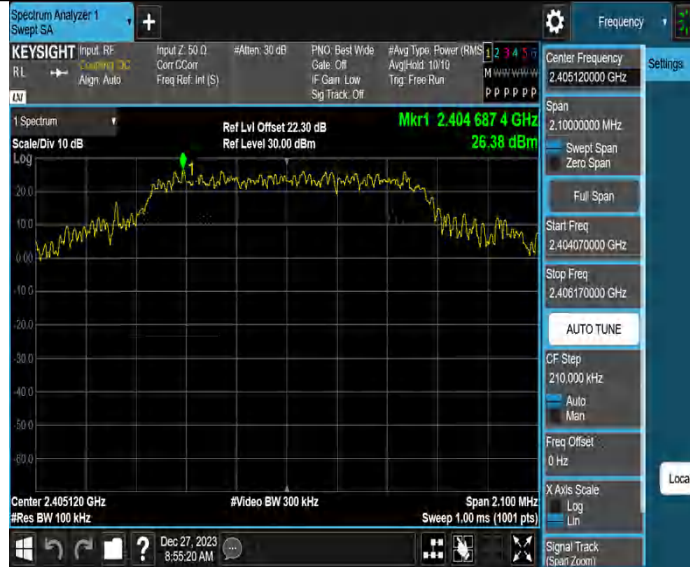 Spectrum Analyzer 1
Swept SA
+
Frequency
KEYSIGHT
RL
Input: RF
Coupling: DC
Align: Auto
Input Z: 50 Ω
Corr CCorr
Freq Ref: Int (S)
#Atten: 30 dB
PNO: Best Wide
Gate: Off
IF Gain: Low
Sig Track: Off
#Avg Type: Power (RMS
Avg|Hold: 10/10
Trig: Free Run
1 2 3 4 5 6
M W W W W W
P P P P P P
LXI
1 Spectrum
Scale/Div 10 dB
Ref Lvl Offset 22.30 dB
Ref Level 30.00 dBm
Mkr1 2.404 687 4 GHz
26.38 dBm
Log
1
20.0
10.0
0.00
-10.0
-20.0
-30.0
-40.0
-50.0
-60.0
Center 2.405120 GHz
#Res BW 100 kHz
#Video BW 300 kHz
Span 2.100 MHz
Sweep 1.00 ms (1001 pts)
?
Dec 27, 2023
8:55:20 AM
Center Frequency
2.405120000 GHz
Settings
Span
2.10000000 MHz
Swept Span
Zero Span
Full Span
Start Freq
2.404070000 GHz
Stop Freq
2.406170000 GHz
AUTO TUNE
CF Step
210.000 kHz
Auto
Man
Freq Offset
0 Hz
Loca
X Axis Scale
Log
Lin
Signal Track
(Span Zoom)